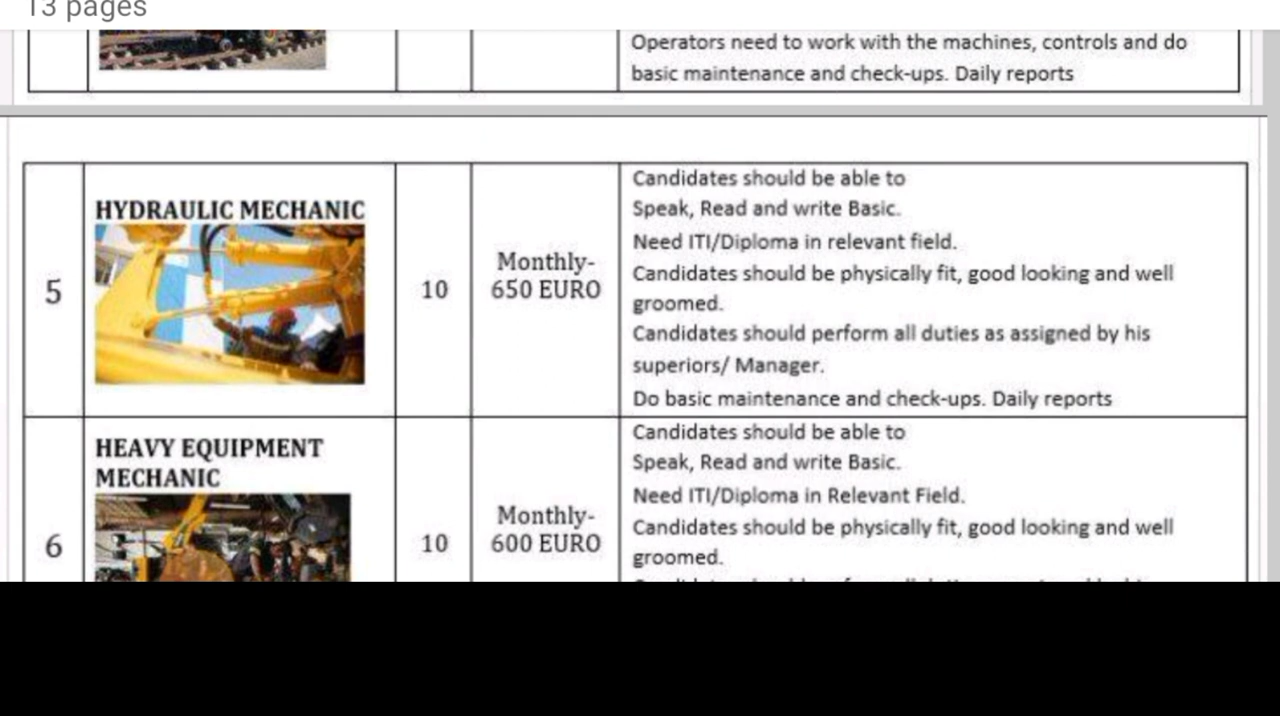 13 pages
Operators need to work with the machines, controls and do
basic maintenance and check-ups. Daily reports
5
HYDRAULIC MECHANIC
10
Monthly-
650 EURO
Candidates should be able to
Speak, Read and write Basic.
Need ITI/Diploma in relevant field.
Candidates should be physically fit, good looking and well
groomed.
Candidates should perform all duties as assigned by his
superiors/ Manager.
Do basic maintenance and check-ups. Daily reports
6
HEAVY EQUIPMENT
MECHANIC
10
Monthly-
600 EURO
Candidates should be able to
Speak, Read and write Basic.
Need ITI/Diploma in Relevant Field.
Candidates should be physically fit, good looking and well
groomed.